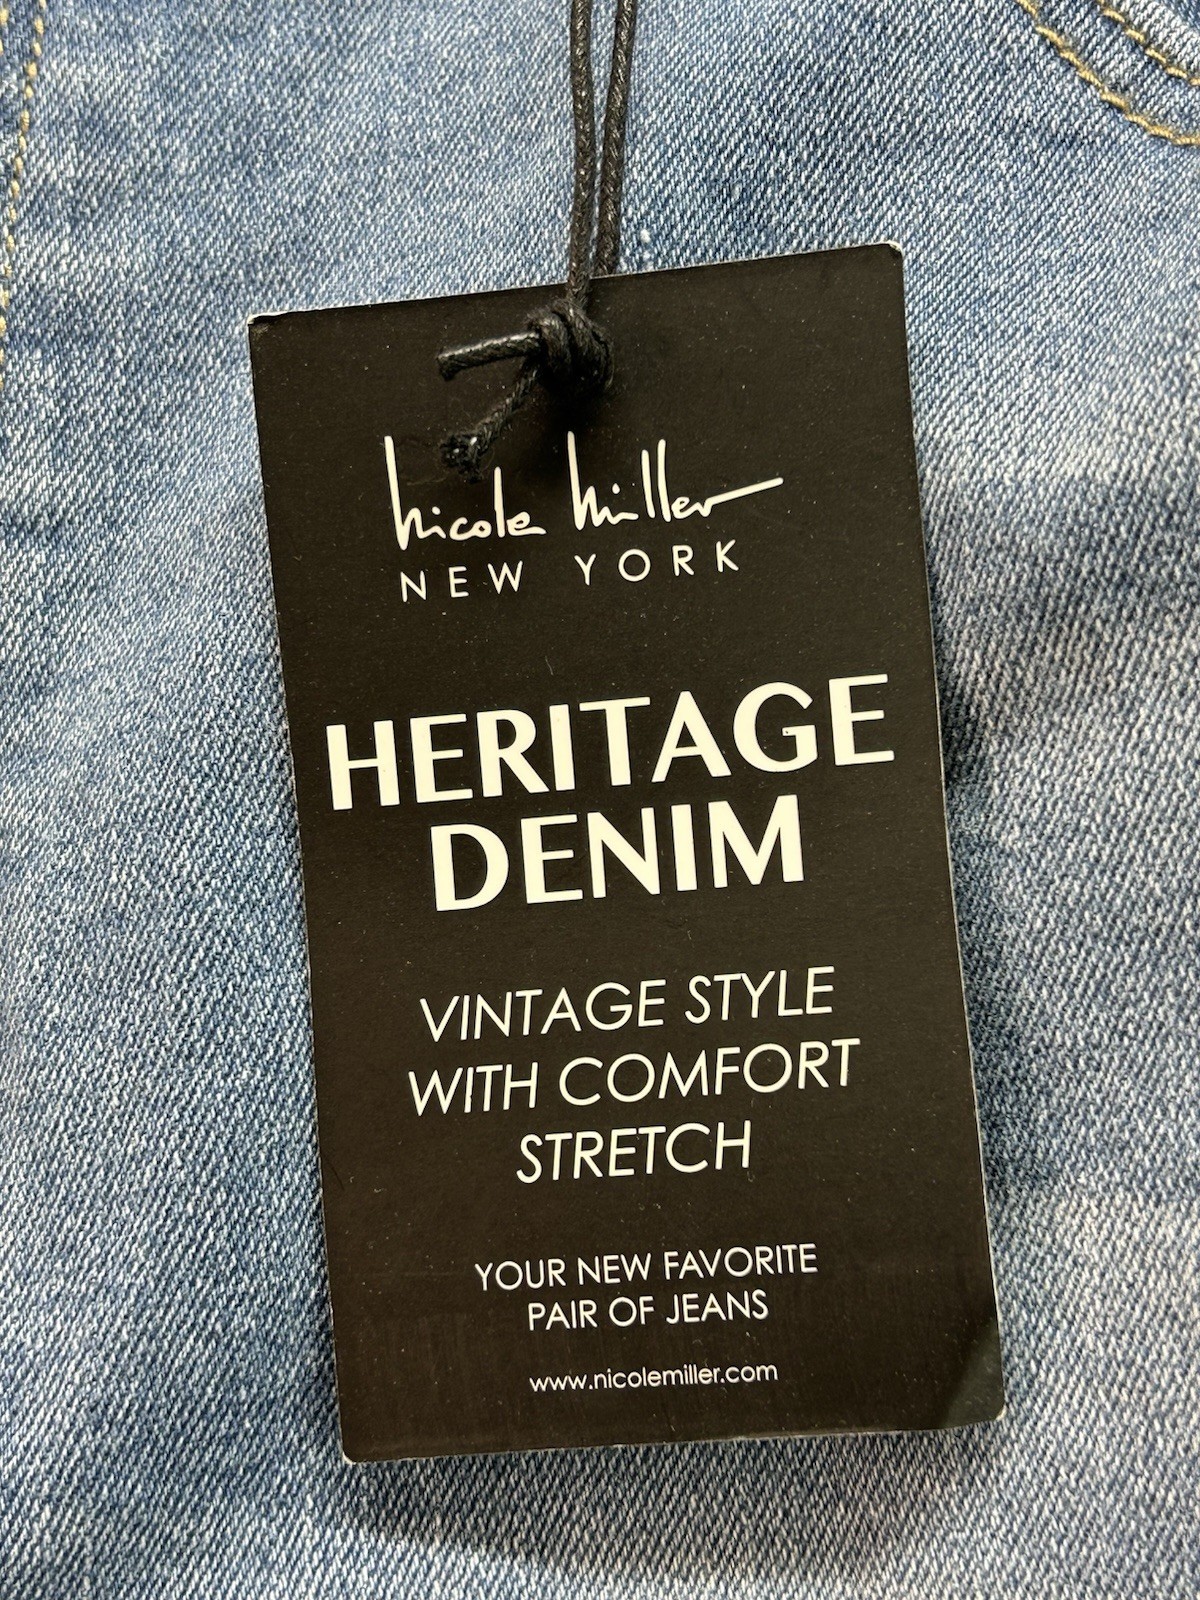 nicole miller
NEW YORK
HERITAGE
DENIM
VINTAGE STYLE
WITH COMFORT
STRETCH
YOUR NEW FAVORITE
PAIR OF JEANS
www.nicolemiller.com